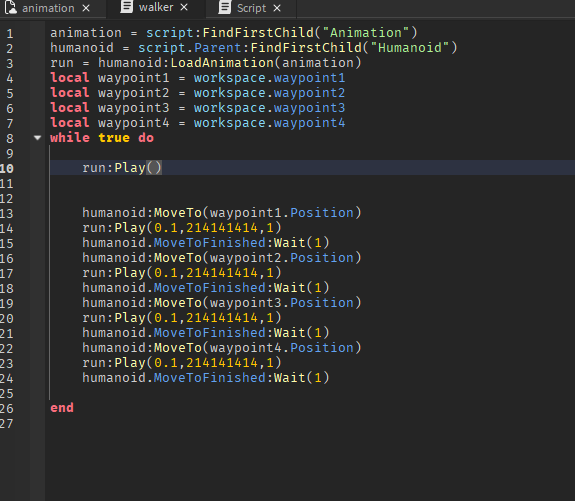 animation × walker × Script ×
1 animation = script:FindFirstChild("Animation")
2 humanoid = script.Parent:FindFirstChild("Humanoid")
3 run = humanoid:LoadAnimation(animation)
4 local waypoint1 = workspace.waypoint1
5 local waypoint2 = workspace.waypoint2
6 local waypoint3 = workspace.waypoint3
7 local waypoint4 = workspace.waypoint4
8 while true do
9
10 run:Play()
11
12
13 humanoid:MoveTo(waypoint1.Position)
14 run:Play(0.1,214141414,1)
15 humanoid.MoveToFinished:Wait(1)
16 humanoid:MoveTo(waypoint2.Position)
17 run:Play(0.1,214141414,1)
18 humanoid.MoveToFinished:Wait(1)
19 humanoid:MoveTo(waypoint3.Position)
20 run:Play(0.1,214141414,1)
21 humanoid.MoveToFinished:Wait(1)
22 humanoid:MoveTo(waypoint4.Position)
23 run:Play(0.1,214141414,1)
24 humanoid.MoveToFinished:Wait(1)
25
26 end
27